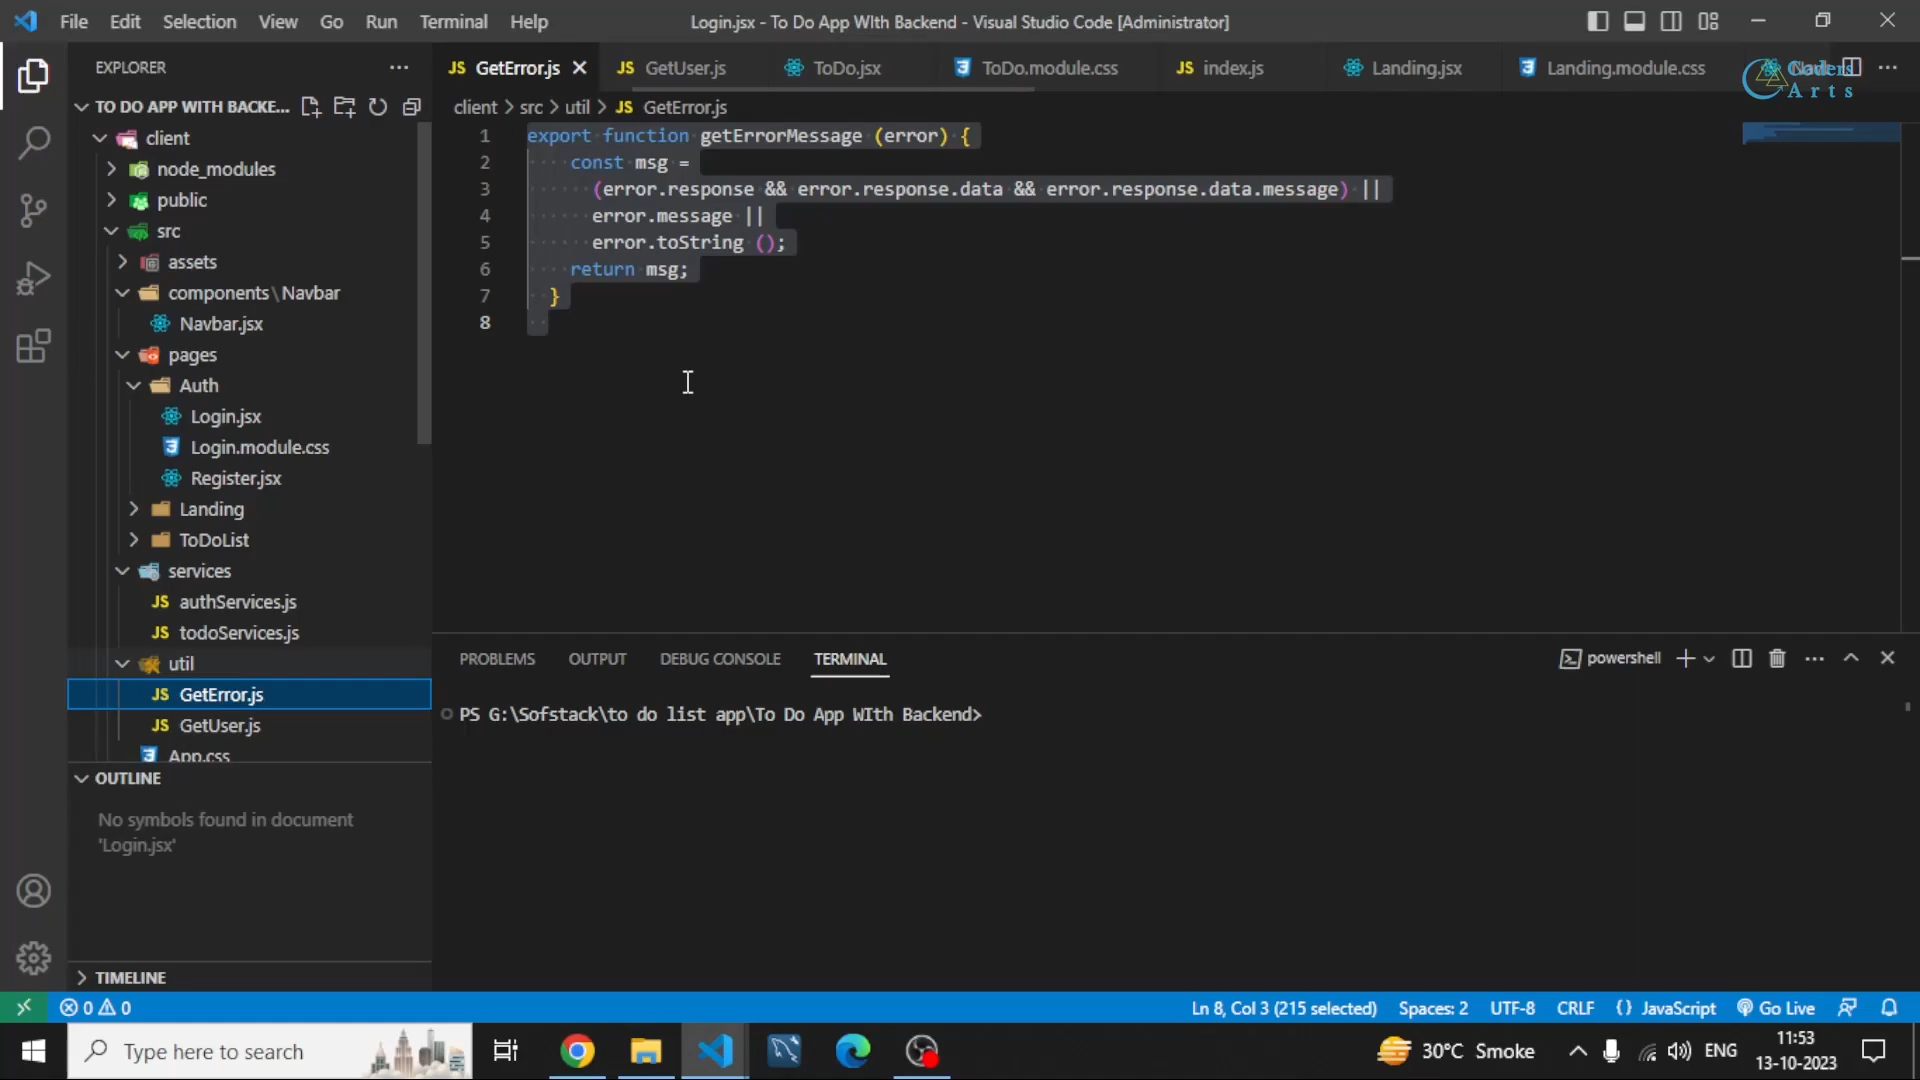 File Edit Selection View Go Run Terminal Help
Login.jsx - To Do App WIth Backend - Visual Studio Code [Administrator]
EXPLORER
TO DO APP WITH BACKE...
client
node_modules
public
src
assets
components\Navbar
Navbar.jsx
pages
Auth
Login.jsx
Login.module.css
Register.jsx
Landing
ToDoList
services
JS authServices.js
JS todoServices.js
util
JS GetError.js
JS GetUser.js
App.css
OUTLINE
No symbols found in document
'Login.jsx'
TIMELINE
JS GetError.js
JS GetUser.js
ToDo.jsx
ToDo.module.css
JS index.js
Landing.jsx
Landing.module.css
Coders
Arts
client > src > util > JS GetError.js
1 export function getErrorMessage (error) {
2 const msg =
3 (error.response && error.response.data && error.response.data.message) ||
4 error.message ||
5 error.toString ();
6 return msg;
7 }
8
PROBLEMS OUTPUT DEBUG CONSOLE TERMINAL
powershell
PS G:\Sofstack\to do list app\To Do App WIth Backend>
0 0
Ln 8, Col 3 (215 selected) Spaces: 2 UTF-8 CRLF {} JavaScript Go Live
Type here to search
30°C Smoke
ENG
11:53
13-10-2023